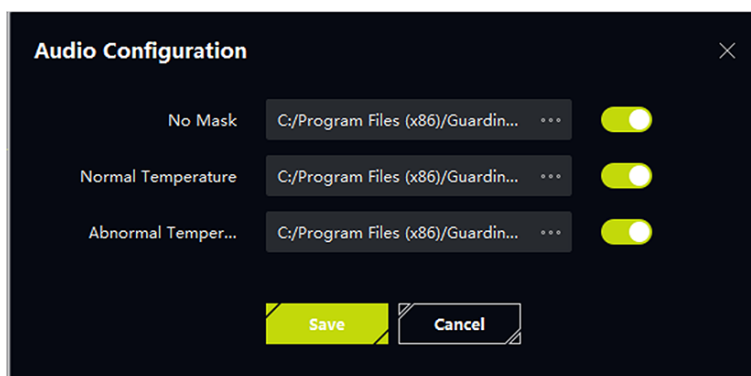 Audio Configuration
No Mask C:/Program Files (x86)/Guardin... ...
Normal Temperature C:/Program Files (x86)/Guardin... ...
Abnormal Temper... C:/Program Files (x86)/Guardin... ...
Save Cancel